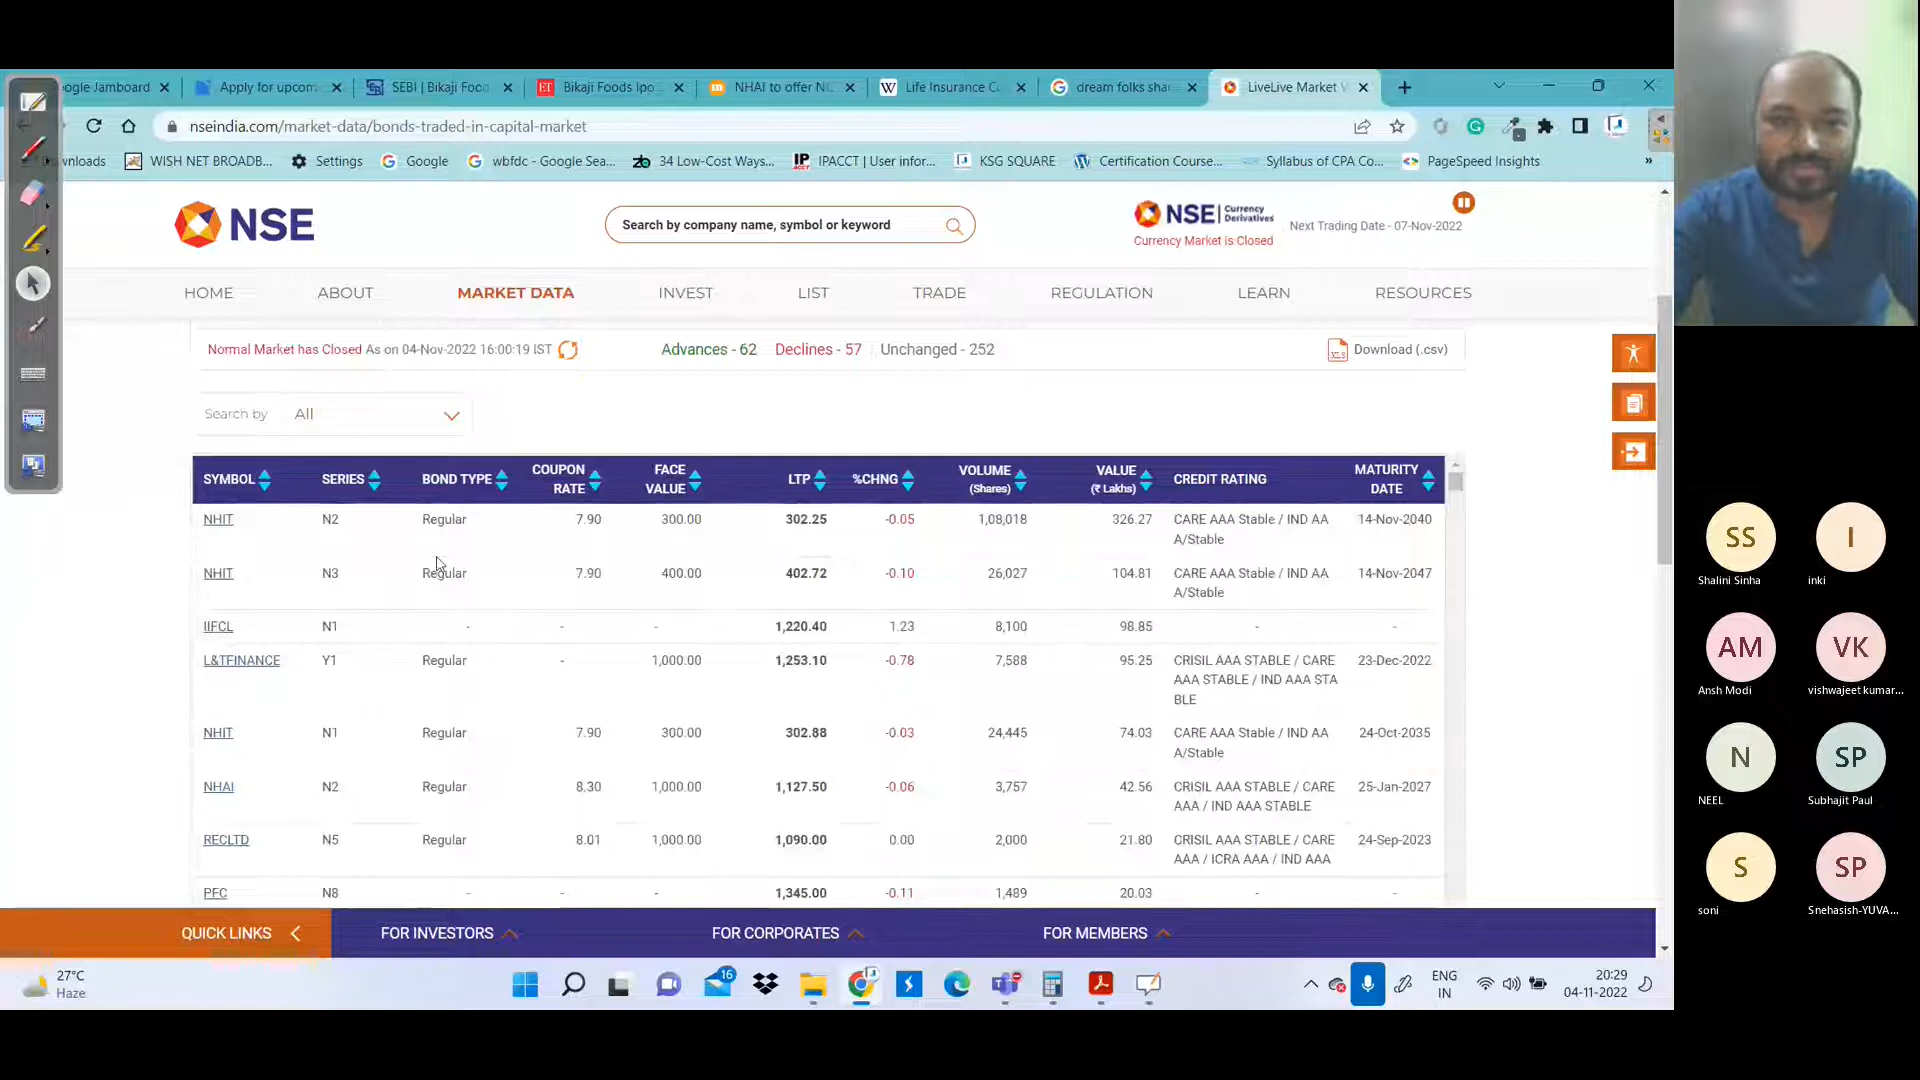 ogle Jamboard
Apply for upcom
SEBI | Bikaji Food
Bikaji Foods Ipo
NHAI to offer N
Life Insurance C
dream folks sha
LiveLive Market
nseindia.com/market-data/bonds-traded-in-capital-market
wnloads
WISH NET BROADB...
Settings
Google
wbfdc - Google Sea...
34 Low-Cost Ways...
IPACCT | User infor...
KSG SQUARE
Certification Course...
Syllabus of CPA Co...
PageSpeed Insights
»
NSE
Search by company name, symbol or keyword
NSE Currency Derivatives
Currency Market is Closed
Next Trading Date - 07-Nov-2022
HOME ABOUT MARKET DATA INVEST LIST TRADE REGULATION LEARN RESOURCES
Normal Market has Closed As on 04-Nov-2022 16:00:19 IST
Advances - 62 Declines - 57 Unchanged - 252
XLS Download (.csv)
Search by All
SYMBOL SERIES BOND TYPE COUPON RATE FACE VALUE LTP %CHNG VOLUME (Shares) VALUE (₹ Lakhs) CREDIT RATING MATURITY DATE
NHIT N2 Regular 7.90 300.00 302.25 -0.05 1,08,018 326.27 CARE AAA Stable / IND AA 14-Nov-2040
A/Stable
NHIT N3 Regular 7.90 400.00 402.72 -0.10 26,027 104.81 CARE AAA Stable / IND AA 14-Nov-2047
A/Stable
IIFCL N1 - - - 1,220.40 1.23 8,100 98.85 - -
L&TFINANCE Y1 Regular - 1,000.00 1,253.10 -0.78 7,588 95.25 CRISIL AAA STABLE / CARE 23-Dec-2022
AAA STABLE / IND AAA STA
BLE
NHIT N1 Regular 7.90 300.00 302.88 -0.03 24,445 74.03 CARE AAA Stable / IND AA 24-Oct-2035
A/Stable
NHAI N2 Regular 8.30 1,000.00 1,127.50 -0.06 3,757 42.56 CRISIL AAA STABLE / CARE 25-Jan-2027
AAA / IND AAA STABLE
RECLTD N5 Regular 8.01 1,000.00 1,090.00 0.00 2,000 21.80 CRISIL AAA STABLE / CARE 24-Sep-2023
AAA / ICRA AAA / IND AAA
PFC N8 - - - 1,345.00 -0.11 1,489 20.03 - -
QUICK LINKS FOR INVESTORS FOR CORPORATES FOR MEMBERS
27°C
Haze
16
ENG
IN
20:29
04-11-2022
SS
Shalini Sinha
I
inki
AM
Ansh Modi
VK
vishwajeet kumar...
N
NEEL
SP
Subhajit Paul
S
soni
SP
Snehasish-YUVA...